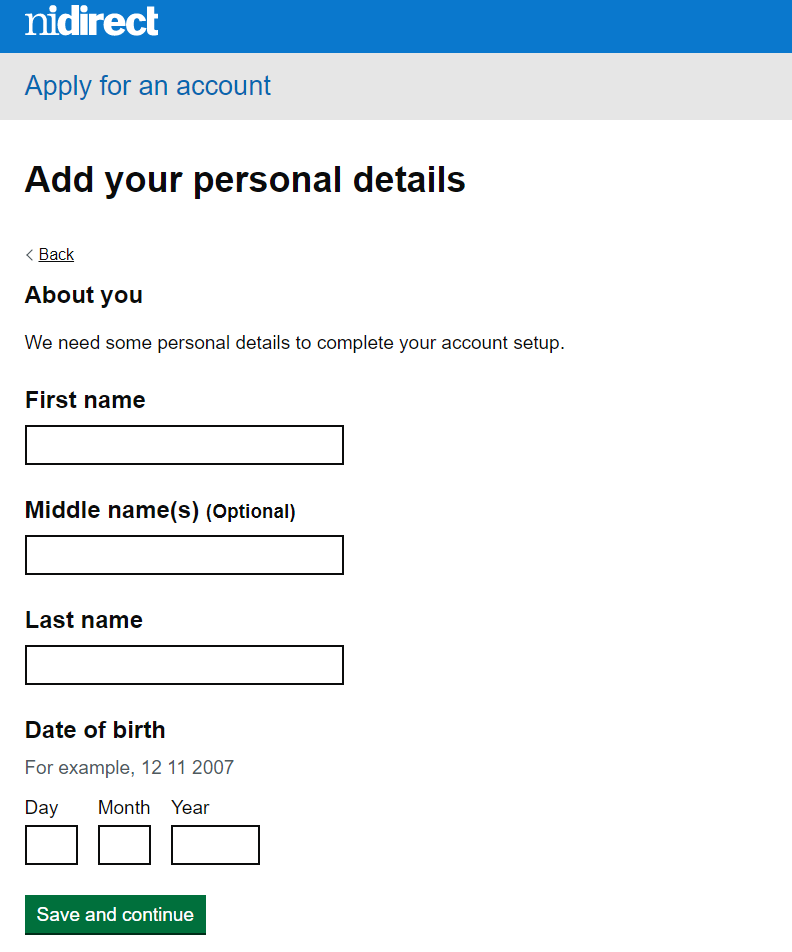 nidirect
Apply for an account
Add your personal details
< Back
About you
We need some personal details to complete your account setup.
First name
Middle name(s) (Optional)
Last name
Date of birth
For example, 12 11 2007
Day Month Year
Save and continue